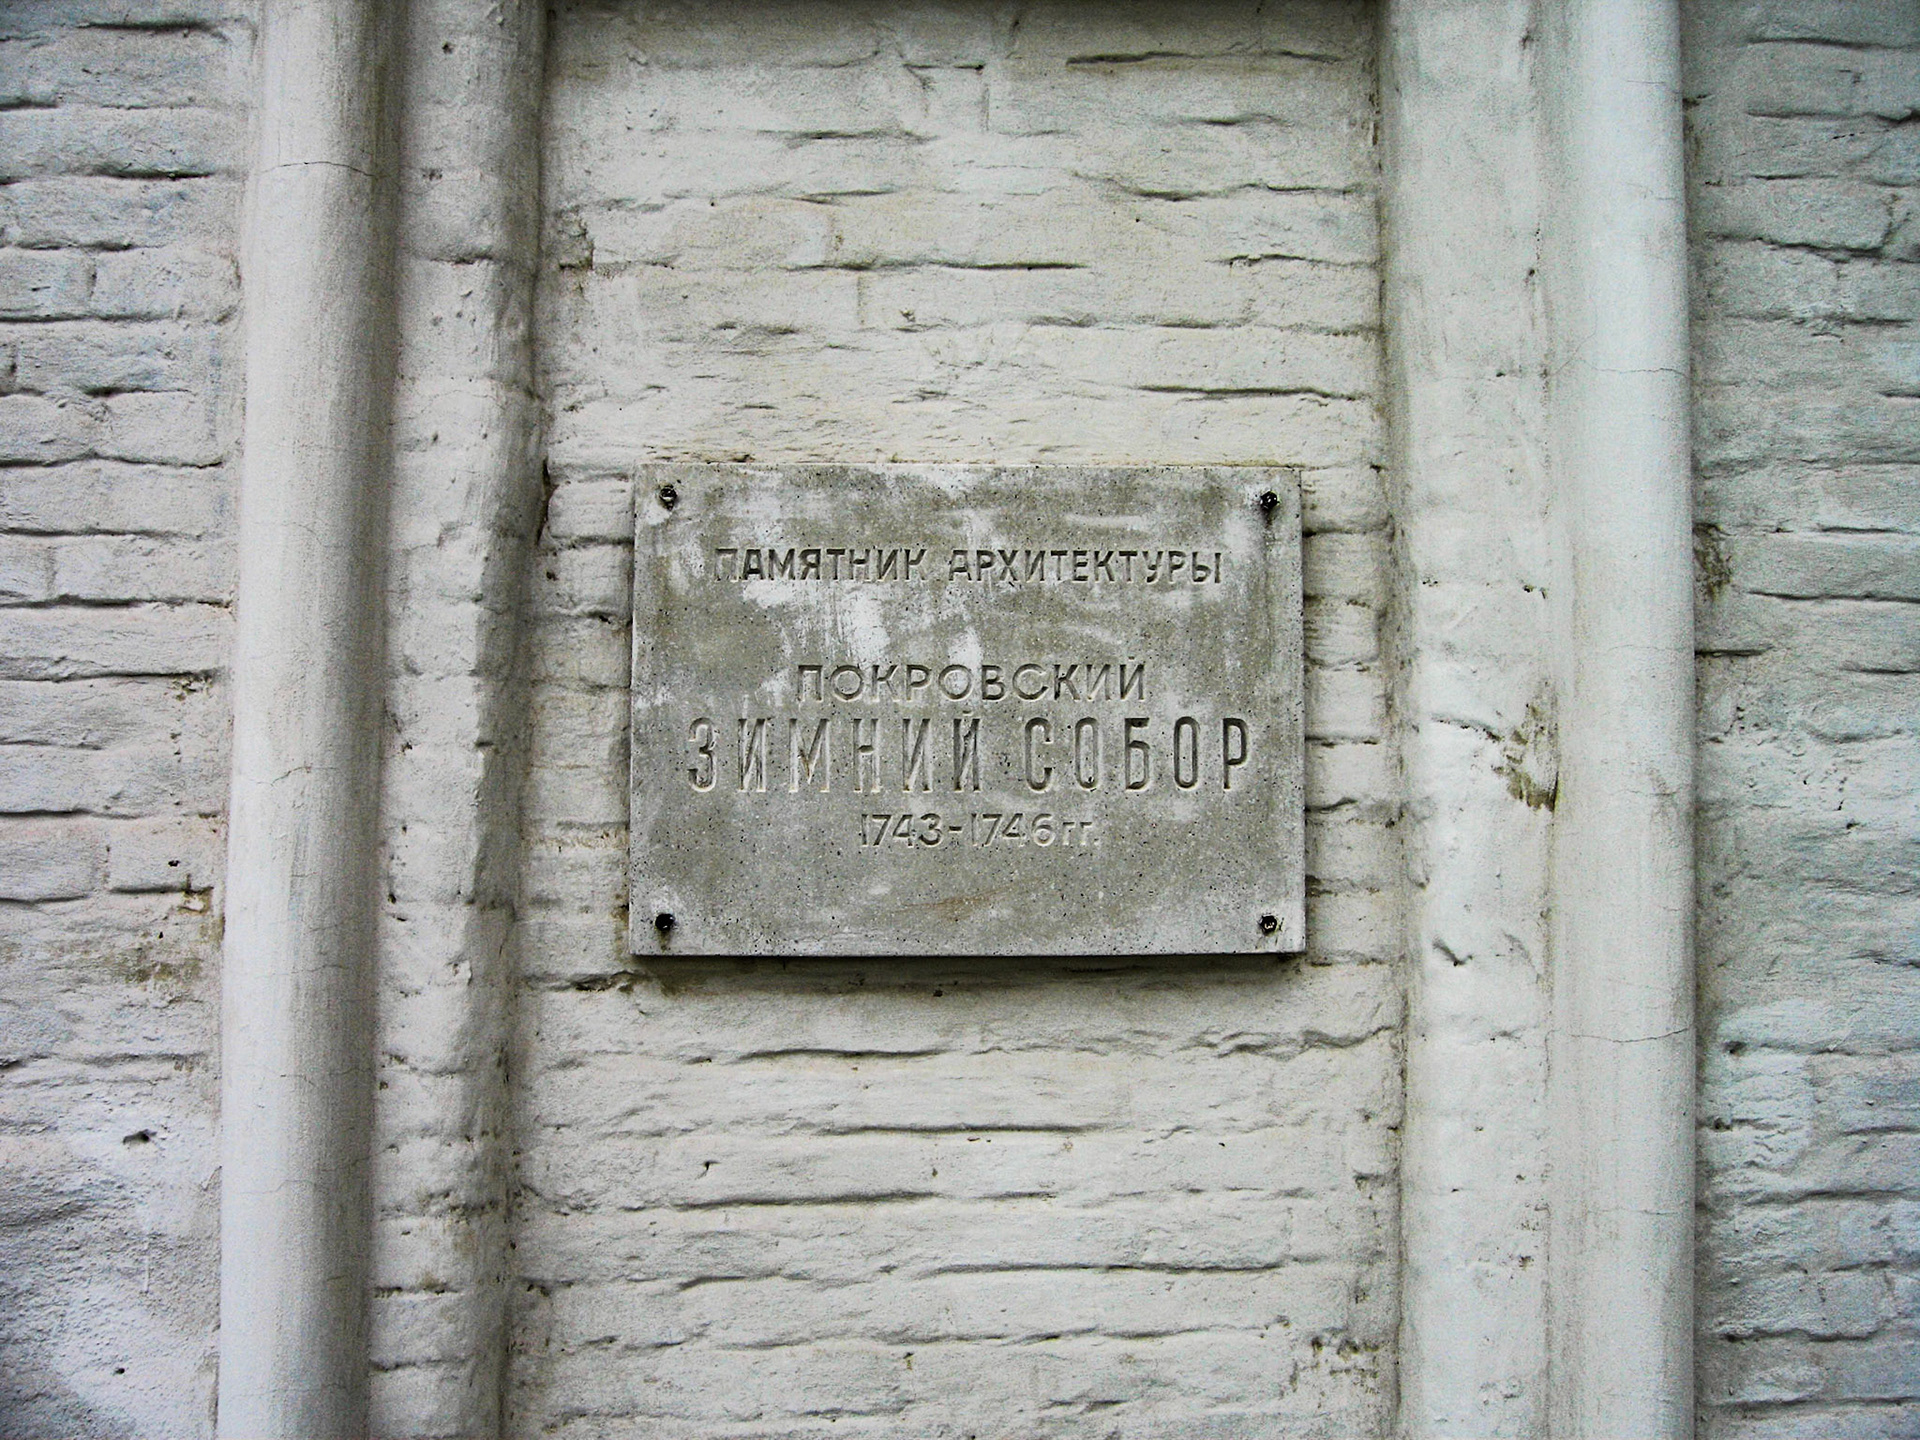 ПАМЯТНИК АРХИТЕКТУРЫ
ПОКРОВСКИЙ
ЗИМНИЙ СОБОР
1743-1746гг.